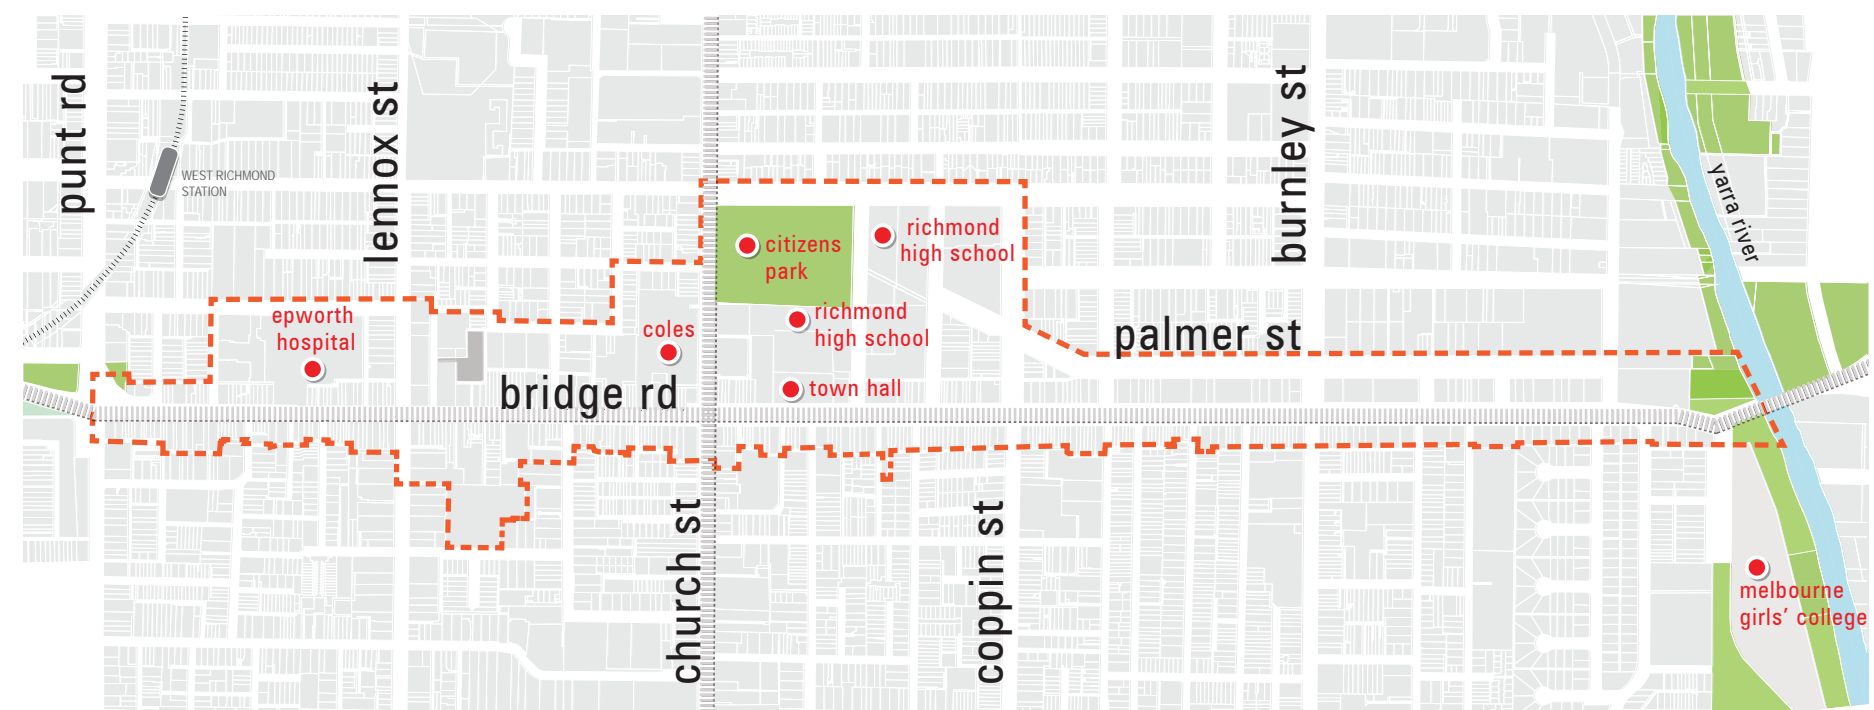 punt rd
WEST RICHMOND
STATION
lennox st
burnley st
yarra river
citizens
park
richmond
high school
epworth
hospital
coles
richmond
high school
palmer st
bridge rd
town hall
church st
coppin st
melbourne
girls’ college